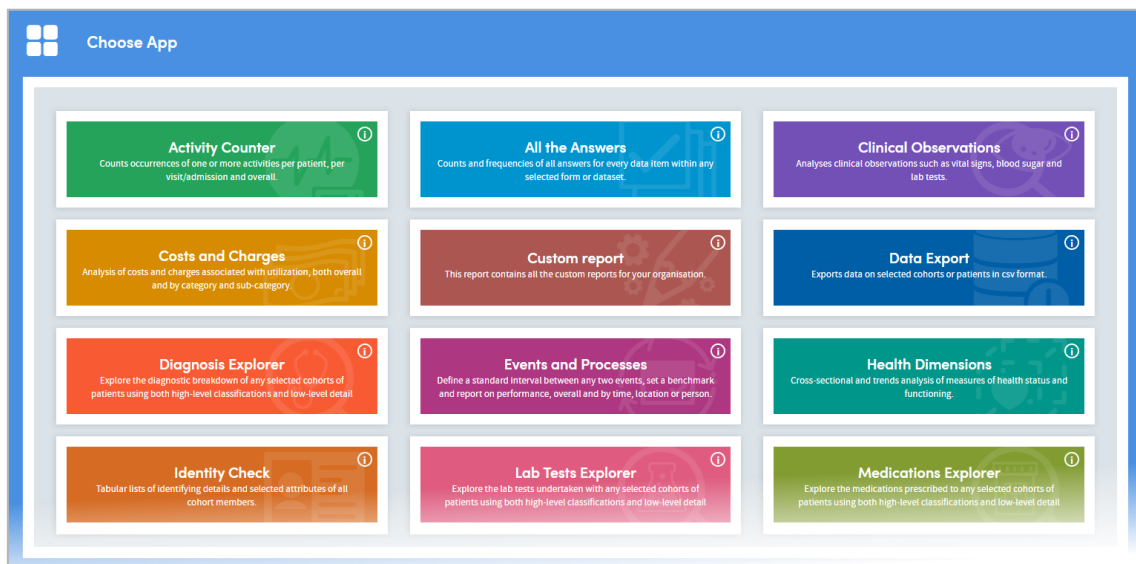 Choose App
Activity Counter
Counts occurrences of one or more activities per patient, per
visit/admission and overall.
All the Answers
Counts and frequencies of all answers for every data item within any
selected form or dataset.
Clinical Observations
Analyses clinical observations such as vital signs, blood sugar and
lab tests.
Costs and Charges
Analysis of costs and charges associated with utilization, both overall
and by category and sub-category.
Custom report
This report contains all the custom reports for your organisation.
Data Export
Exports data on selected cohorts or patients in csv format.
Diagnosis Explorer
Explore the diagnostic breakdown of any selected cohorts of
patients using both high-level classifications and low-level detail
Events and Processes
Define a standard interval between any two events, set a benchmark
and report on performance, overall and by time, location or person.
Health Dimensions
Cross-sectional and trends analysis of measures of health status and
functioning.
Identity Check
Tabular lists of identifying details and selected attributes of all
cohort members.
Lab Tests Explorer
Explore the lab tests undertaken with any selected cohorts of
patients using both high-level classifications and low-level detail
Medications Explorer
Explore the medications prescribed to any selected cohorts of
patients using both high-level classifications and low-level detail